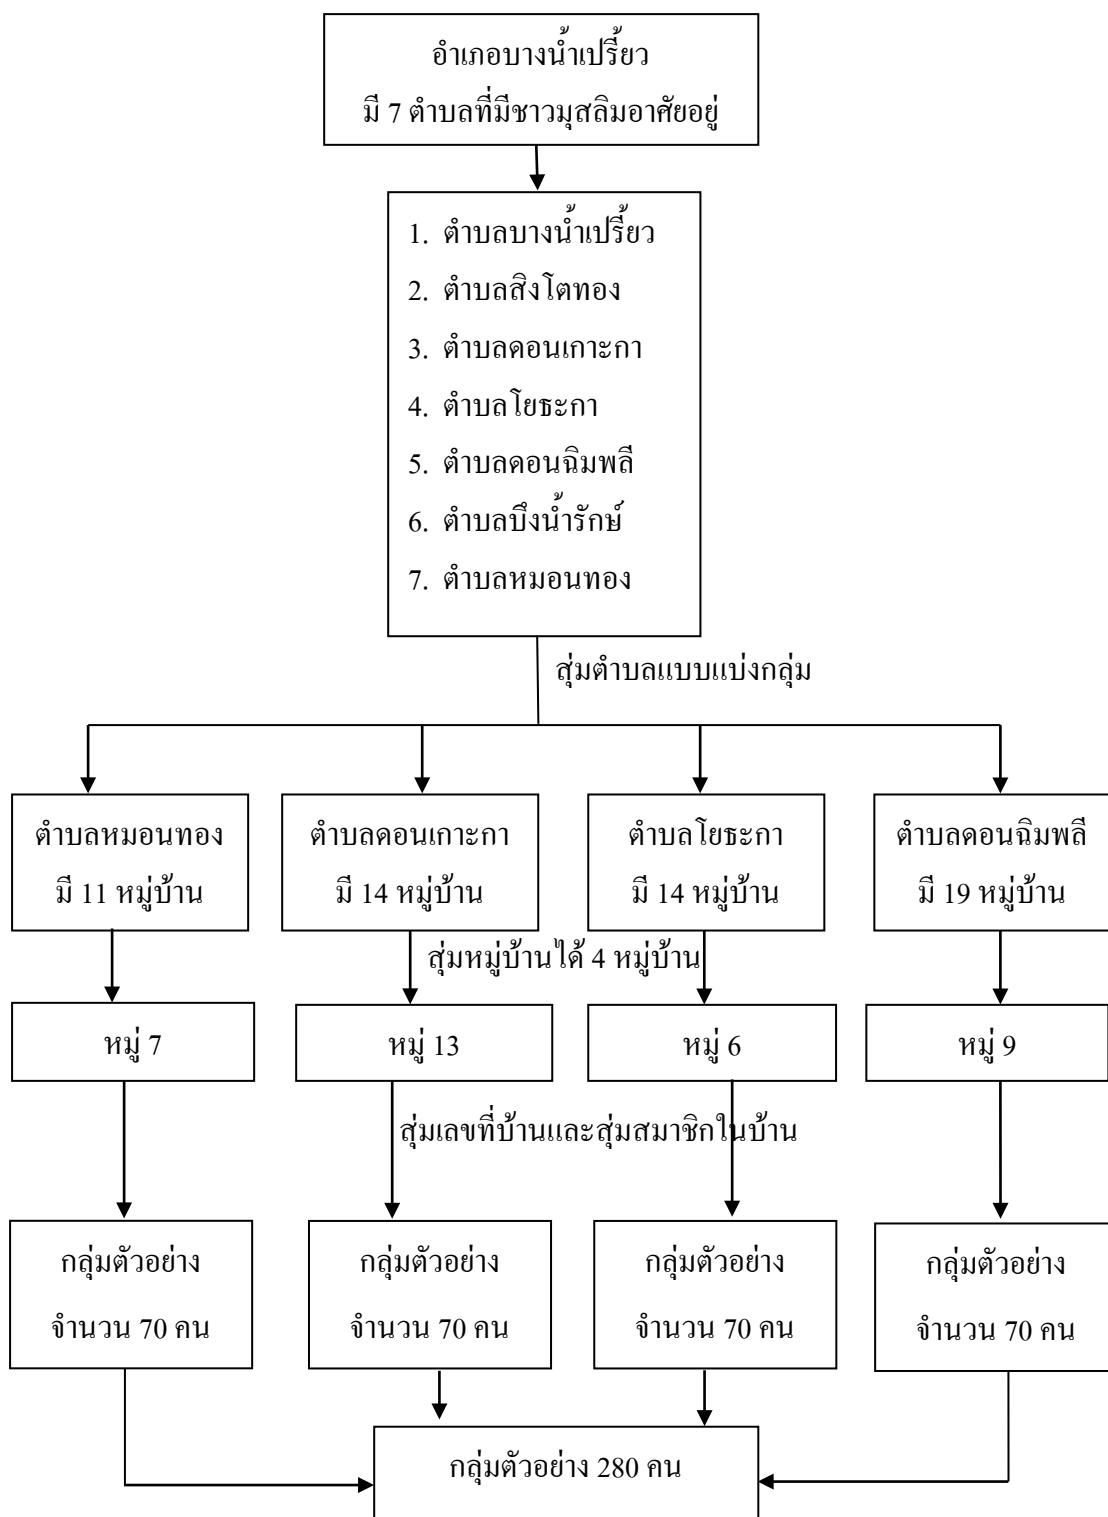 อำเภอบางน้ำเปรี้ยว
มี 7 ตำบลที่มีชาวมุสลิมอาศัยอยู่
1. ตำบลบางน้ำเปรี้ยว
2. ตำบลสิงโตทอง
3. ตำบลดอนเกาะกา
4. ตำบลโยธะกา
5. ตำบลดอนฉิมพลี
6. ตำบลบึงน้ำรักษ์
7. ตำบลหมอนทอง
สุ่มตำบลแบบแบ่งกลุ่ม
ตำบลหมอนทอง
มี 11 หมู่บ้าน
ตำบลดอนเกาะกา
มี 14 หมู่บ้าน
ตำบลโยธะกา
มี 14 หมู่บ้าน
ตำบลดอนฉิมพลี
มี 19 หมู่บ้าน
สุ่มหมู่บ้านได้ 4 หมู่บ้าน
หมู่ 7
หมู่ 13
หมู่ 6
หมู่ 9
สุ่มเลขที่บ้านและสุ่มสมาชิกในบ้าน
กลุ่มตัวอย่าง
จำนวน 70 คน
กลุ่มตัวอย่าง
จำนวน 70 คน
กลุ่มตัวอย่าง
จำนวน 70 คน
กลุ่มตัวอย่าง
จำนวน 70 คน
กลุ่มตัวอย่าง 280 คน